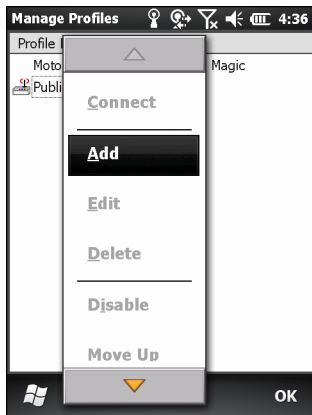 Manage Profiles 4:36
Profile
Moto Magic
Publi
Connect
Add
Edit
Delete
Disable
Move Up
OK